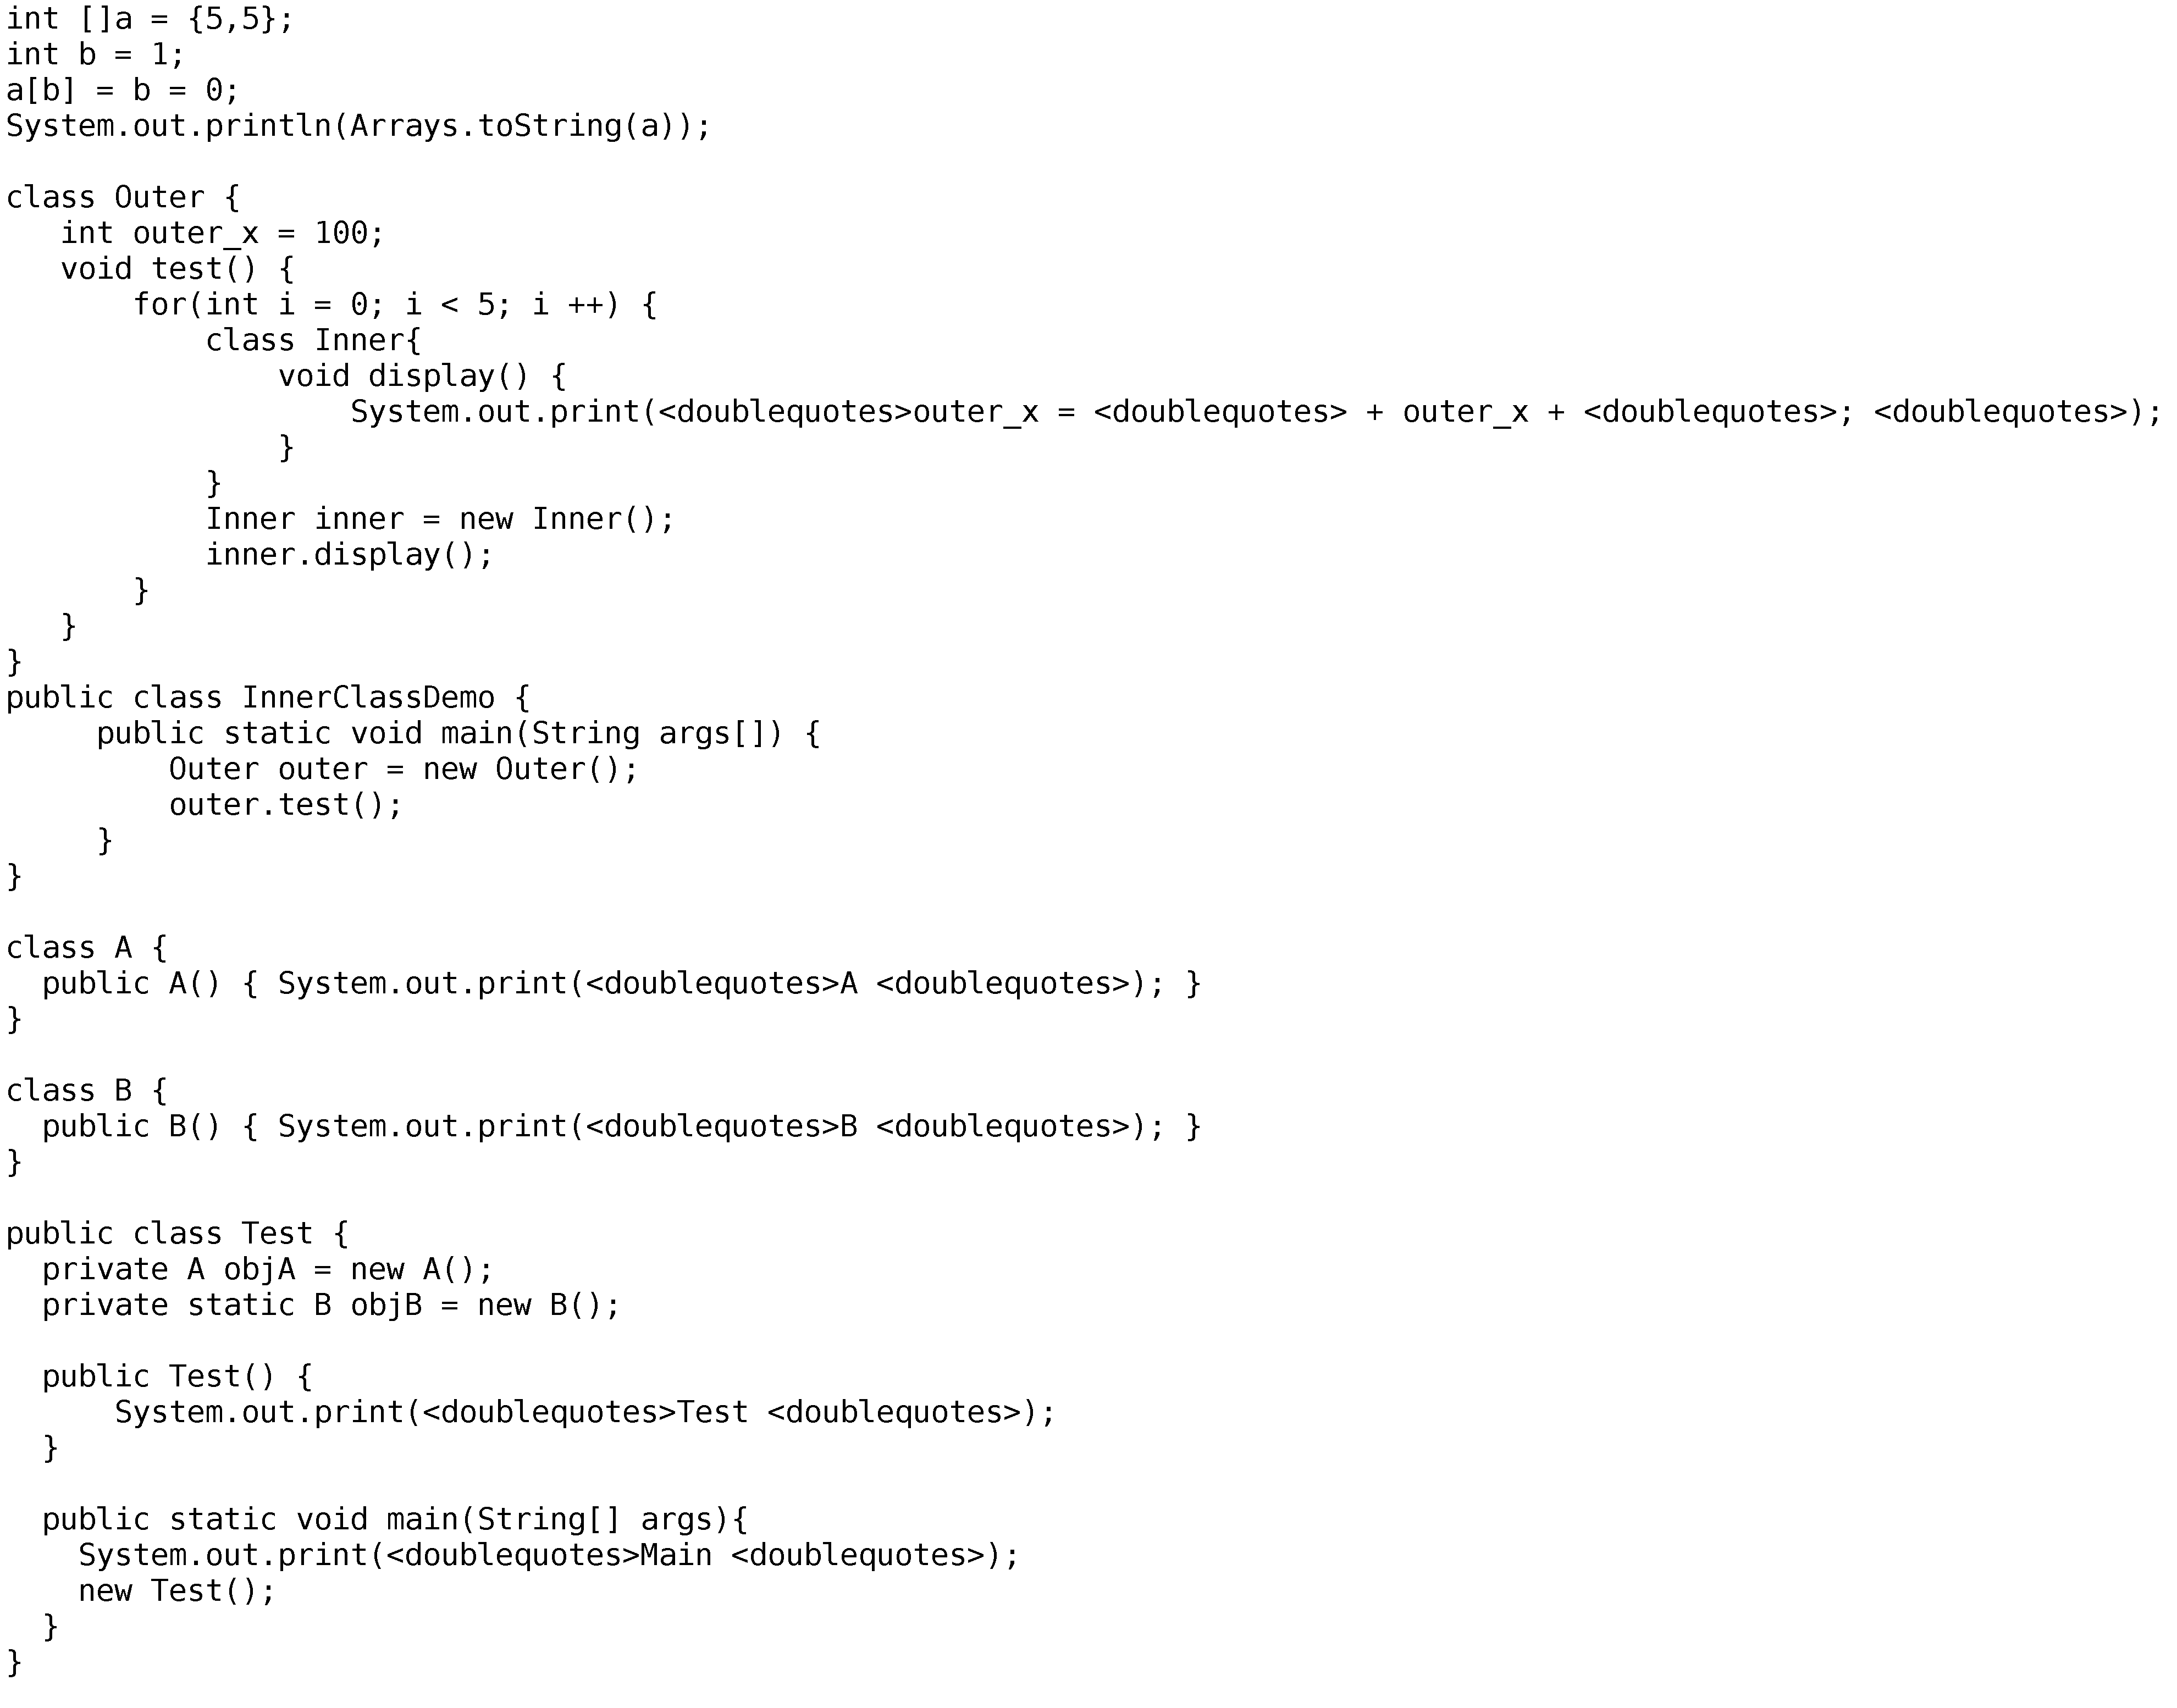 int []a = {5,5};
int b = 1;
a[b] = b = 0;
System.out.println(Arrays.toString(a));

class Outer {
   int outer_x = 100;
   void test() {
       for(int i = 0; i < 5; i ++) {
           class Inner{
               void display() {
                   System.out.print(<doublequotes>outer_x = <doublequotes> + outer_x + <doublequotes>; <doublequotes>);
               }
           }
           Inner inner = new Inner();
           inner.display();
       }
   }
}
public class InnerClassDemo {
     public static void main(String args[]) {
         Outer outer = new Outer();
         outer.test();
     }
}

class A {
  public A() { System.out.print(<doublequotes>A <doublequotes>); }
}

class B {
  public B() { System.out.print(<doublequotes>B <doublequotes>); }
}

public class Test {
  private A objA = new A();
  private static B objB = new B();

  public Test() {
      System.out.print(<doublequotes>Test <doublequotes>);
  }

  public static void main(String[] args){
    System.out.print(<doublequotes>Main <doublequotes>);
    new Test();
  }
}